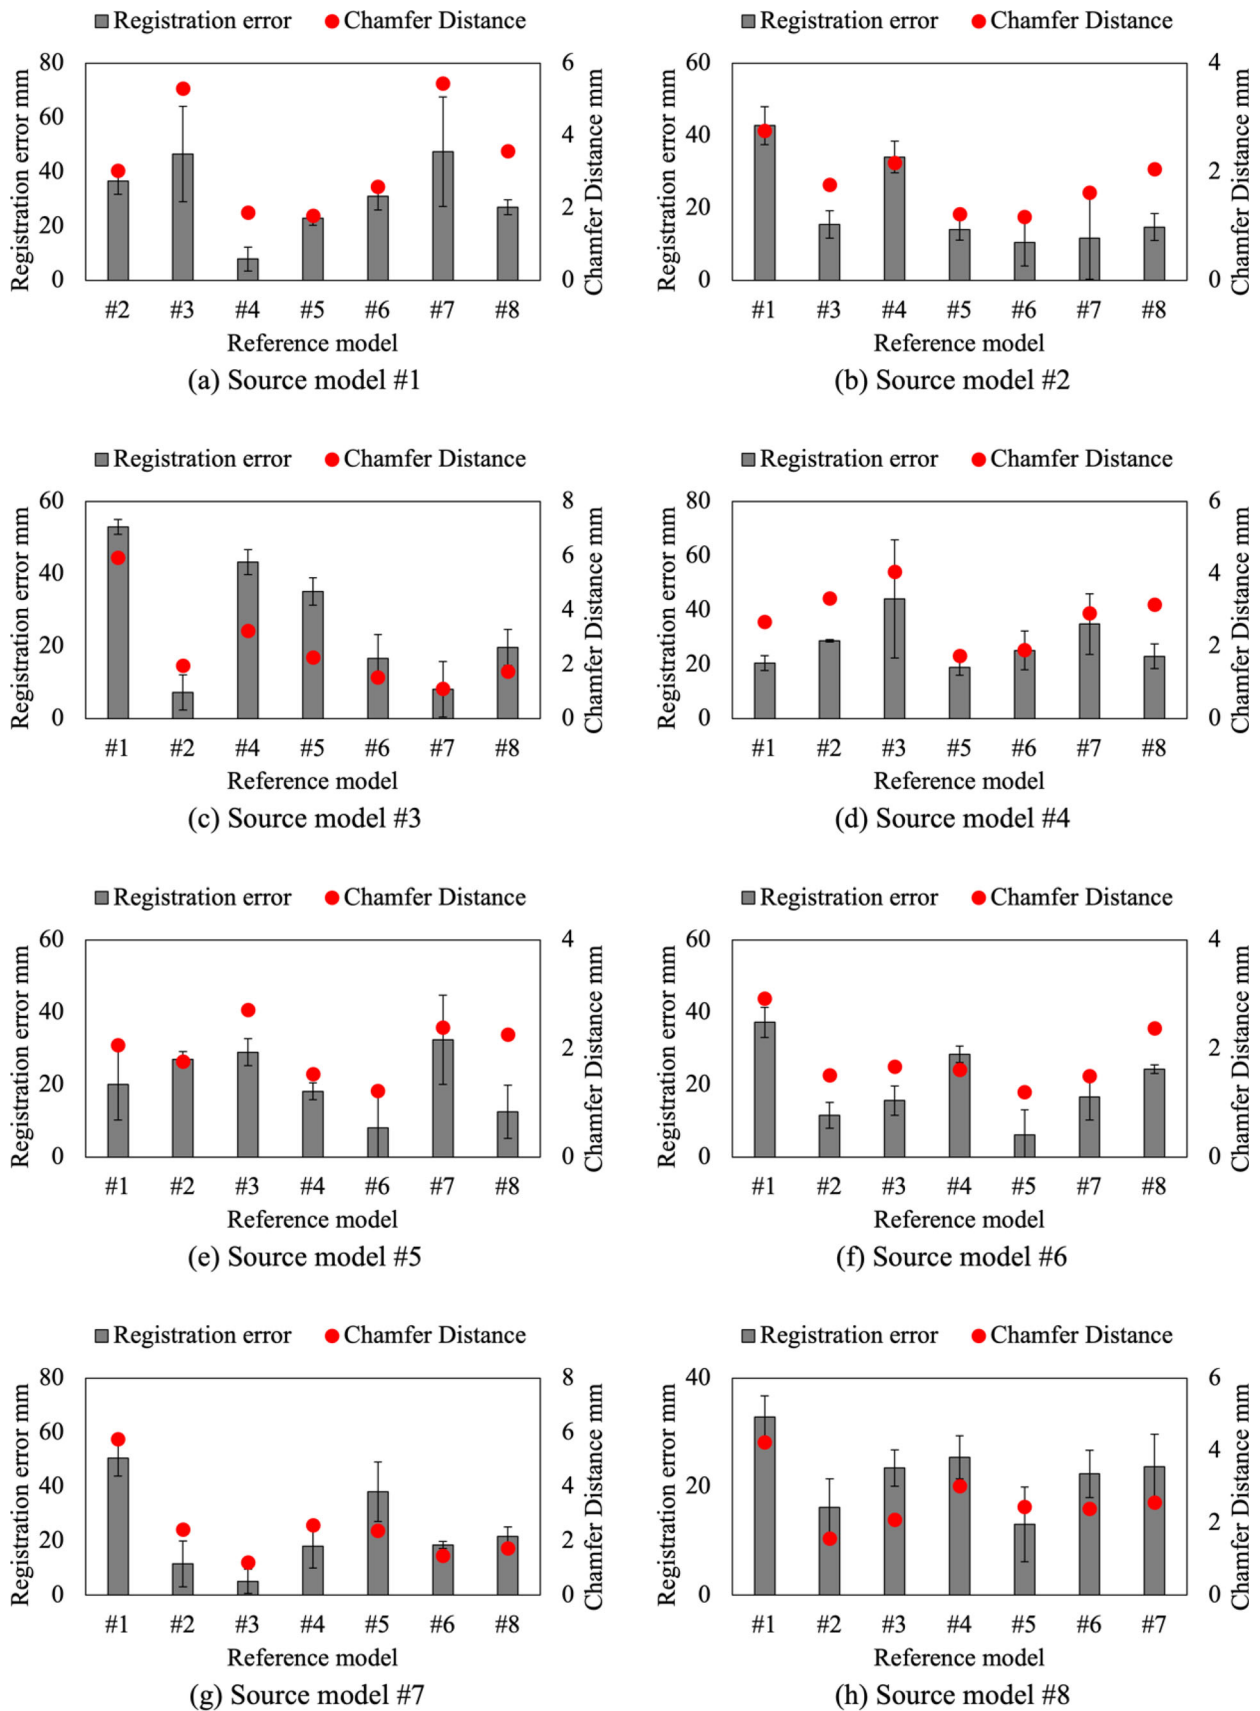 Registration error Chamfer Distance
Registration error mm
80
60
40
20
0
6
4
2
0
Chamfer Distance mm
#2 #3 #4 #5 #6 #7 #8
Reference model
(a) Source model #1
Registration error Chamfer Distance
Registration error mm
60
40
20
0
4
2
0
Chamfer Distance mm
#1 #3 #4 #5 #6 #7 #8
Reference model
(b) Source model #2
Registration error Chamfer Distance
Registration error mm
60
40
20
0
8
6
4
2
0
Chamfer Distance mm
#1 #2 #4 #5 #6 #7 #8
Reference model
(c) Source model #3
Registration error Chamfer Distance
Registration error mm
80
60
40
20
0
6
4
2
0
Chamfer Distance mm
#1 #2 #3 #5 #6 #7 #8
Reference model
(d) Source model #4
Registration error Chamfer Distance
Registration error mm
60
40
20
0
4
2
0
Chamfer Distance mm
#1 #2 #3 #4 #6 #7 #8
Reference model
(e) Source model #5
Registration error Chamfer Distance
Registration error mm
60
40
20
0
4
2
0
Chamfer Distance mm
#1 #2 #3 #4 #5 #7 #8
Reference model
(f) Source model #6
Registration error Chamfer Distance
Registration error mm
80
60
40
20
0
8
6
4
2
0
Chamfer Distance mm
#1 #2 #3 #4 #5 #6 #8
Reference model
(g) Source model #7
Registration error Chamfer Distance
Registration error mm
40
20
0
6
4
2
0
Chamfer Distance mm
#1 #2 #3 #4 #5 #6 #7
Reference model
(h) Source model #8